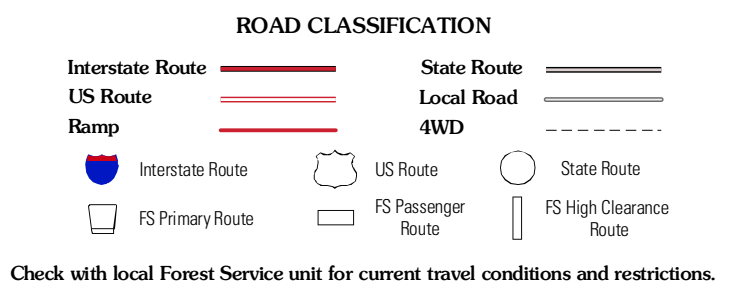 ROAD CLASSIFICATION
Interstate Route
State Route
US Route
Local Road
Ramp
4WD
Interstate Route
US Route
State Route
FS Primary Route
FS Passenger
Route
FS High Clearance
Route
Check with local Forest Service unit for current travel conditions and restrictions.